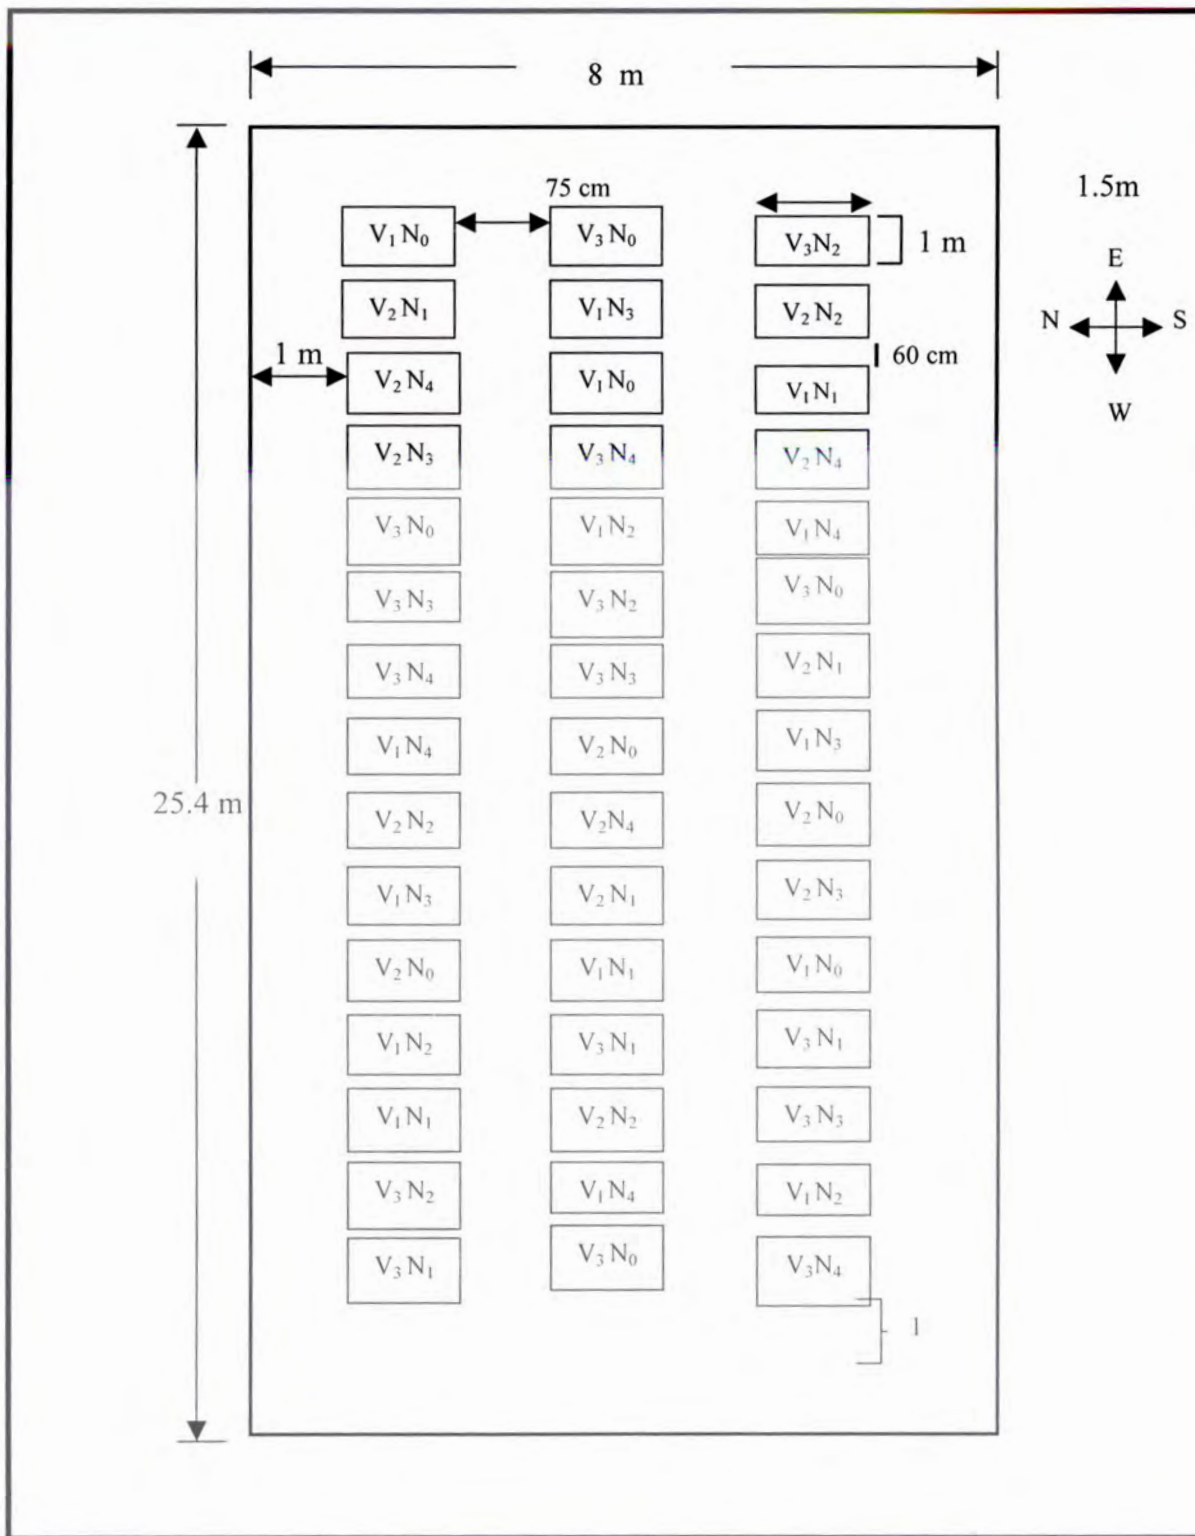 8 m
75 cm
1.5m
V₁ N₀ V₃ N₀ V₃N₂ 1 m
E
V₂ N₁ V₁ N₃ V₂ N₂
N S
1 m 60 cm
V₂ N₄ V₁ N₀ V₁N₁
W
V₂ N₃ V₃ N₄ V₂ N₄
V₃ N₀ V₁ N₂ V₁ N₄
V₃ N₃ V₃ N₂ V₃ N₀
V₃ N₄ V₃ N₃ V₂ N₁
V₁ N₄ V₂ N₀ V₁ N₃
25.4 m
V₂ N₂ V₂N₄ V₂ N₀
V₁ N₃ V₂ N₁ V₂ N₃
V₂ N₀ V₁ N₁ V₁ N₀
V₁ N₂ V₃ N₁ V₃ N₁
V₁ N₁ V₂ N₂ V₃ N₃
V₃ N₂ V₁ N₄ V₁ N₂
V₃ N₁ V₃ N₀ V₃N₄
1